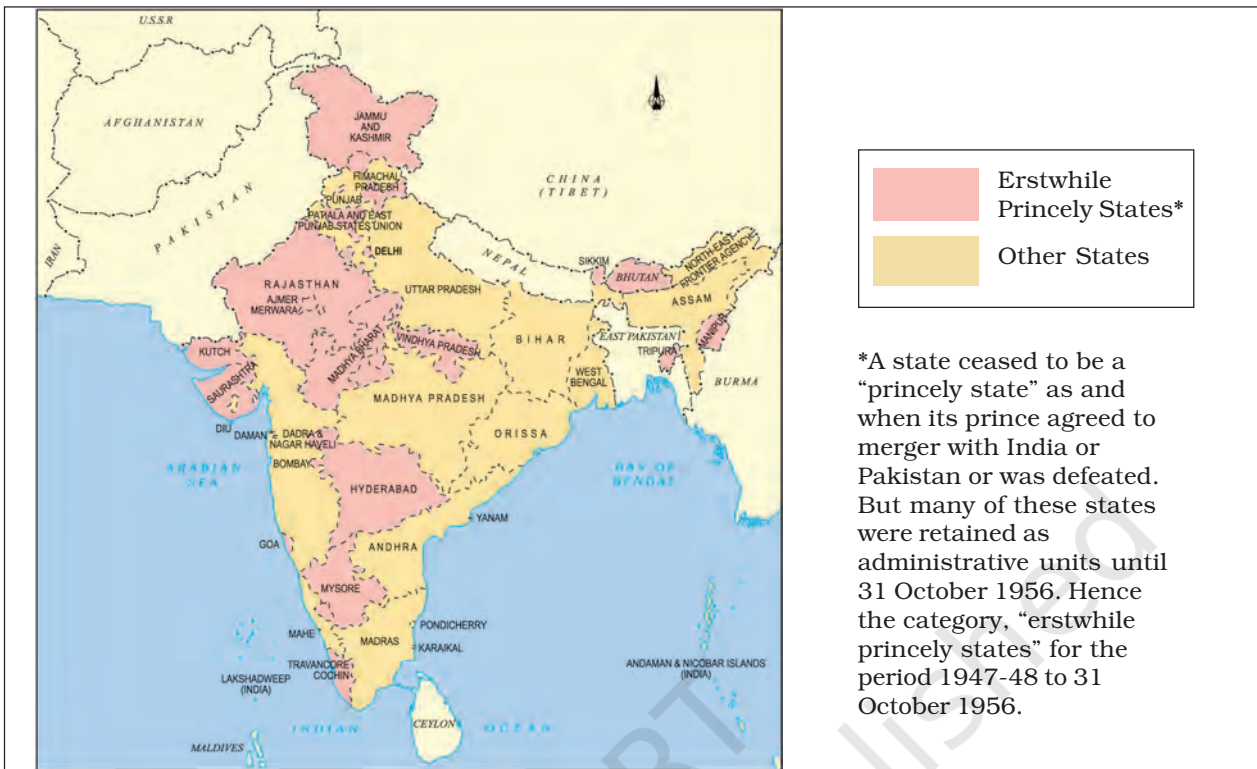 U.S.S.R
AFGHANISTAN
IRAN
PAKISTAN
JAMMU
AND
KASHMIR
HIMACHAL
PRADESH
PUNJAB
PATIALA AND EAST
PUNJAB STATES UNION
DELHI
CHINA
(TIBET)
N
NEPAL
SIKKIM
BHUTAN
NORTH-EAST
FRONTIER AGENCY
ASSAM
RAJASTHAN
AJMER
MERWARA
UTTAR PRADESH
BIHAR
EAST PAKISTAN
MANIPUR
TRIPURA
KUTCH
SAURASHTRA
MADHYA BHARAT
VINDHYA PRADESH
WEST
BENGAL
BURMA
MADHYA PRADESH
ORISSA
DIU
DAMAN
DADRA &
NAGAR HAVELI
BOMBAY
ARABIAN
SEA
BAY OF
BENGAL
HYDERABAD
YANAM
GOA
ANDHRA
MYSORE
MAHE
MADRAS
PONDICHERRY
KARAIKAL
TRAVANCORE
COCHIN
LAKSHADWEEP
(INDIA)
ANDAMAN & NICOBAR ISLANDS
(INDIA)
INDIAN OCEAN
CEYLON
MALDIVES
Erstwhile
Princely States*
Other States
*A state ceased to be a
“princely state” as and
when its prince agreed to
merger with India or
Pakistan or was defeated.
But many of these states
were retained as
administrative units until
31 October 1956. Hence
the category, “erstwhile
princely states” for the
period 1947-48 to 31
October 1956.